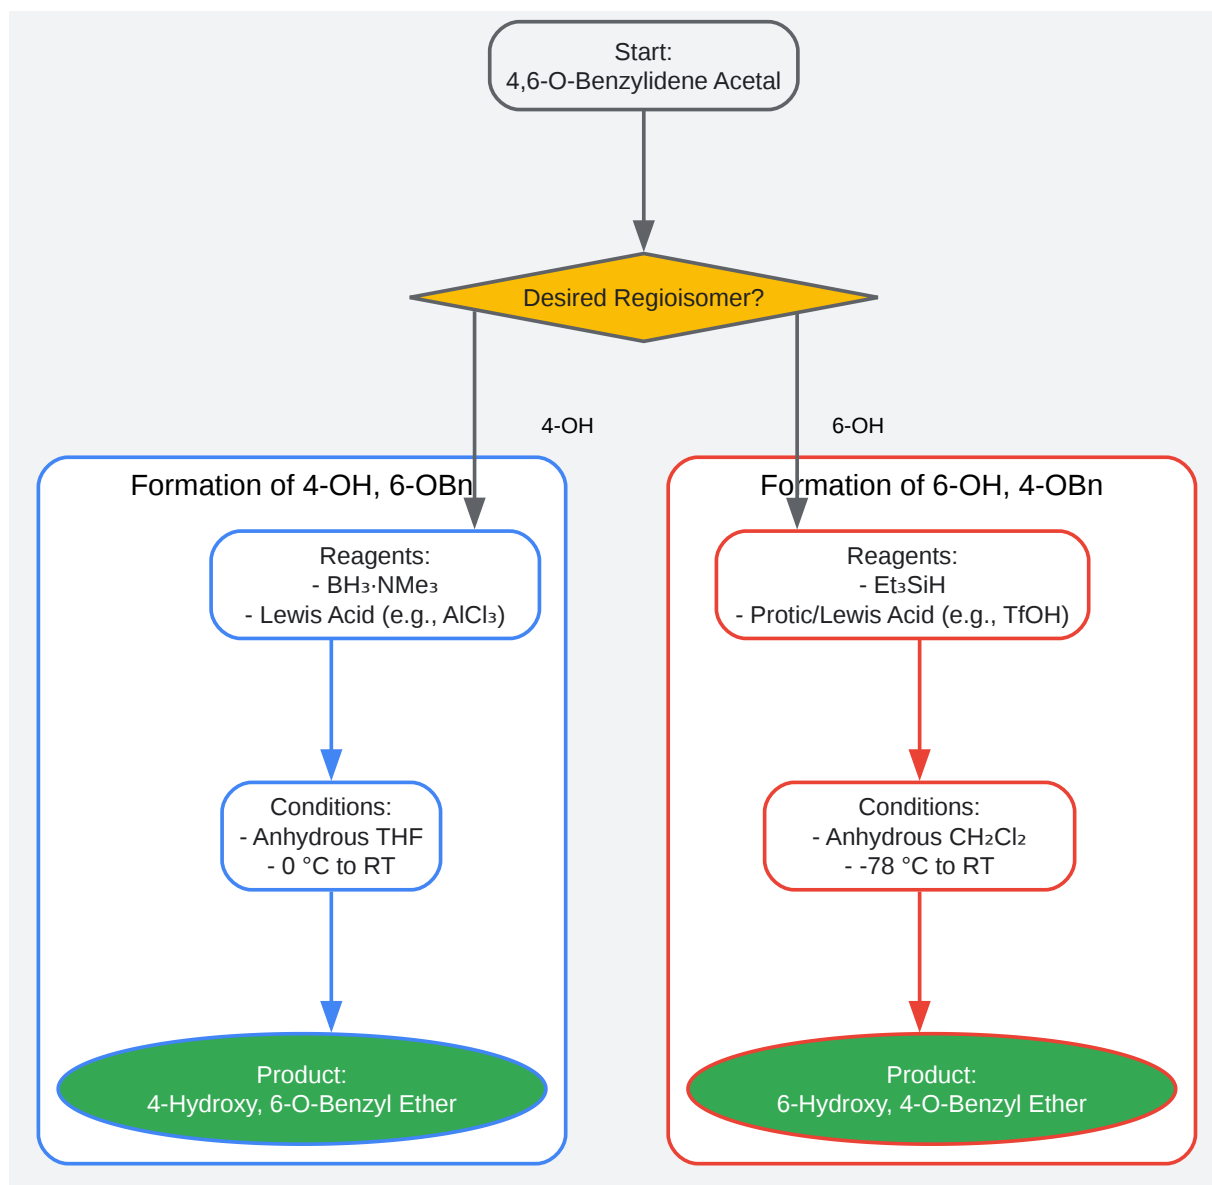 Start:
4,6-O-Benzylidene Acetal
Desired Regioisomer?
4-OH
6-OH
Formation of 4-OH, 6-OBn
Reagents:
- BH₃·NMe₃
- Lewis Acid (e.g., AlCl₃)
Conditions:
- Anhydrous THF
- 0 °C to RT
Product:
4-Hydroxy, 6-O-Benzyl Ether
Formation of 6-OH, 4-OBn
Reagents:
- Et₃SiH
- Protic/Lewis Acid (e.g., TfOH)
Conditions:
- Anhydrous CH₂Cl₂
- -78 °C to RT
Product:
6-Hydroxy, 4-O-Benzyl Ether